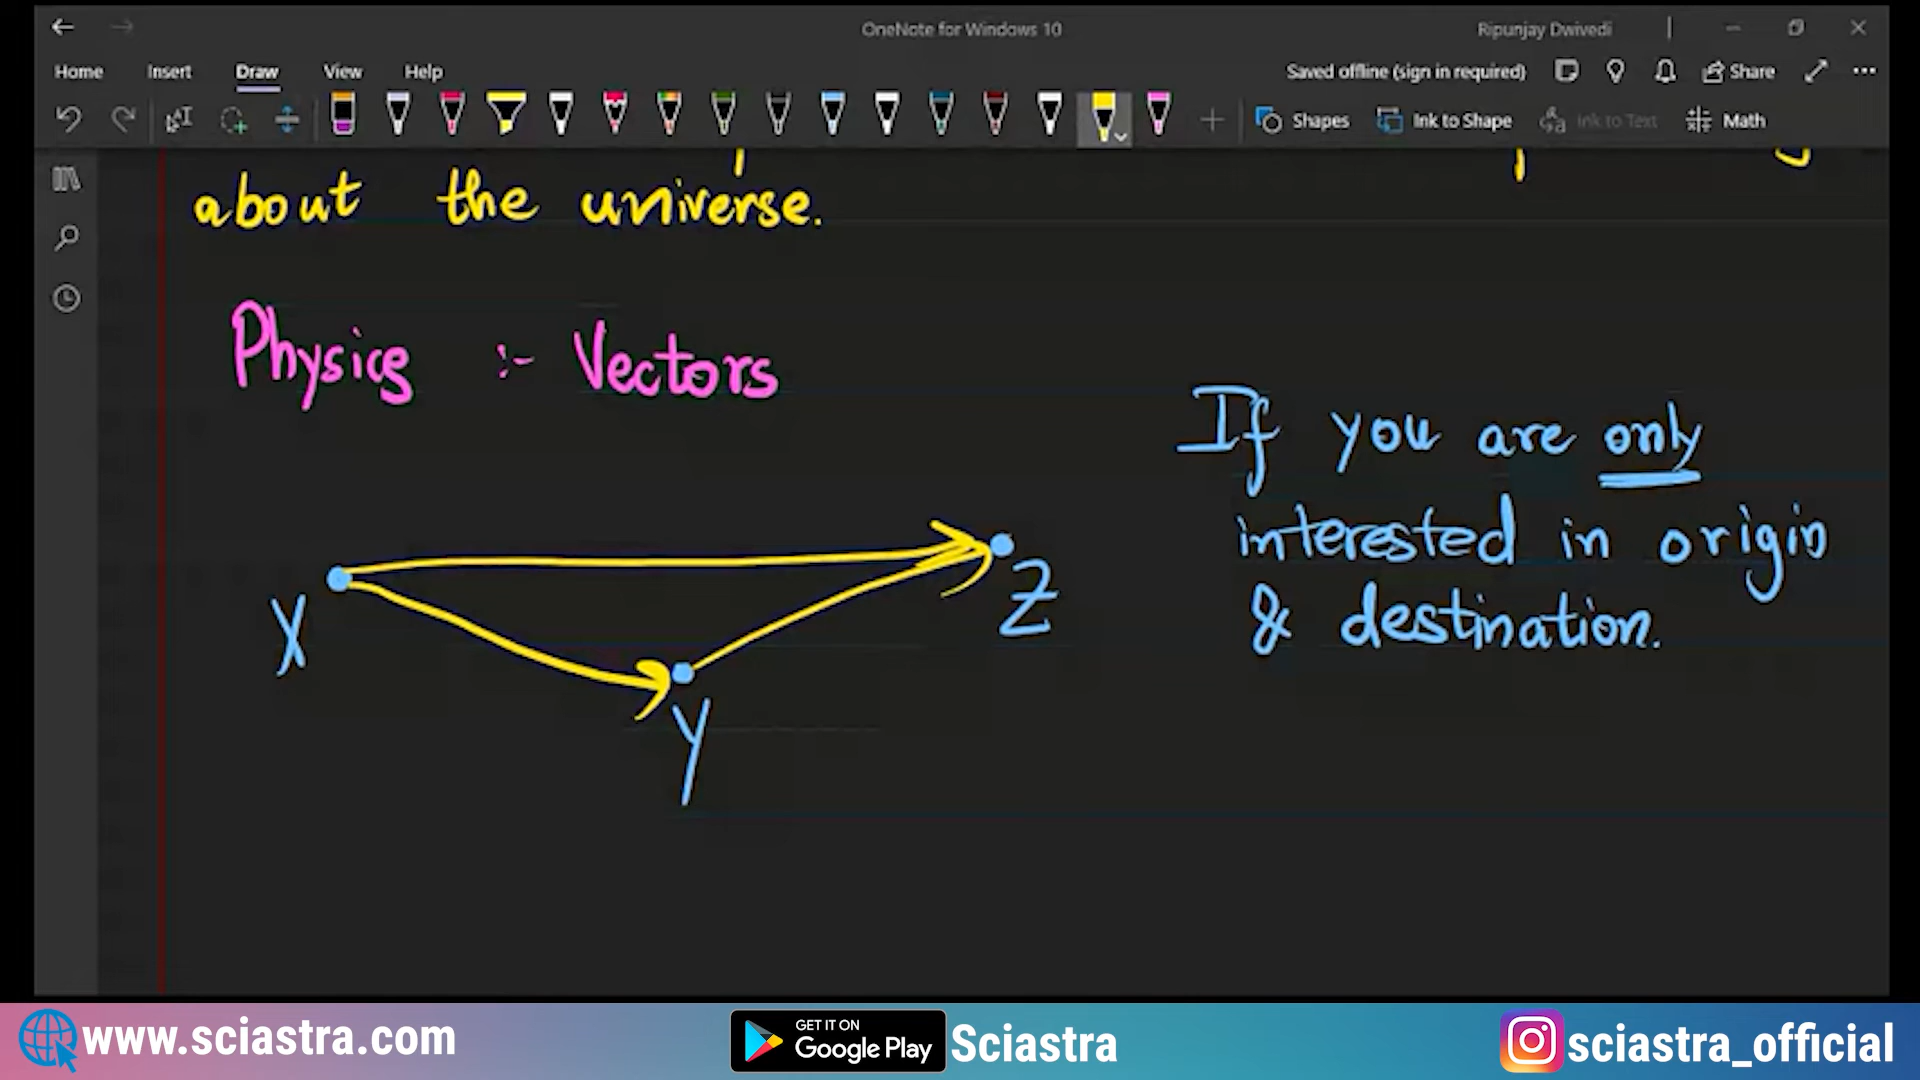 OneNote for Windows 10
Ripunjay Dwivedi
Home Insert Draw View Help
Saved offline (sign in required) Share
Shapes Ink to Shape Ink to Text Math
about the universe.
Physics :- Vectors
If you are only
interested in origin
& destination.
X
Z
Y
www.sciastra.com
GET IT ON
Google Play
Sciastra
sciastra_official